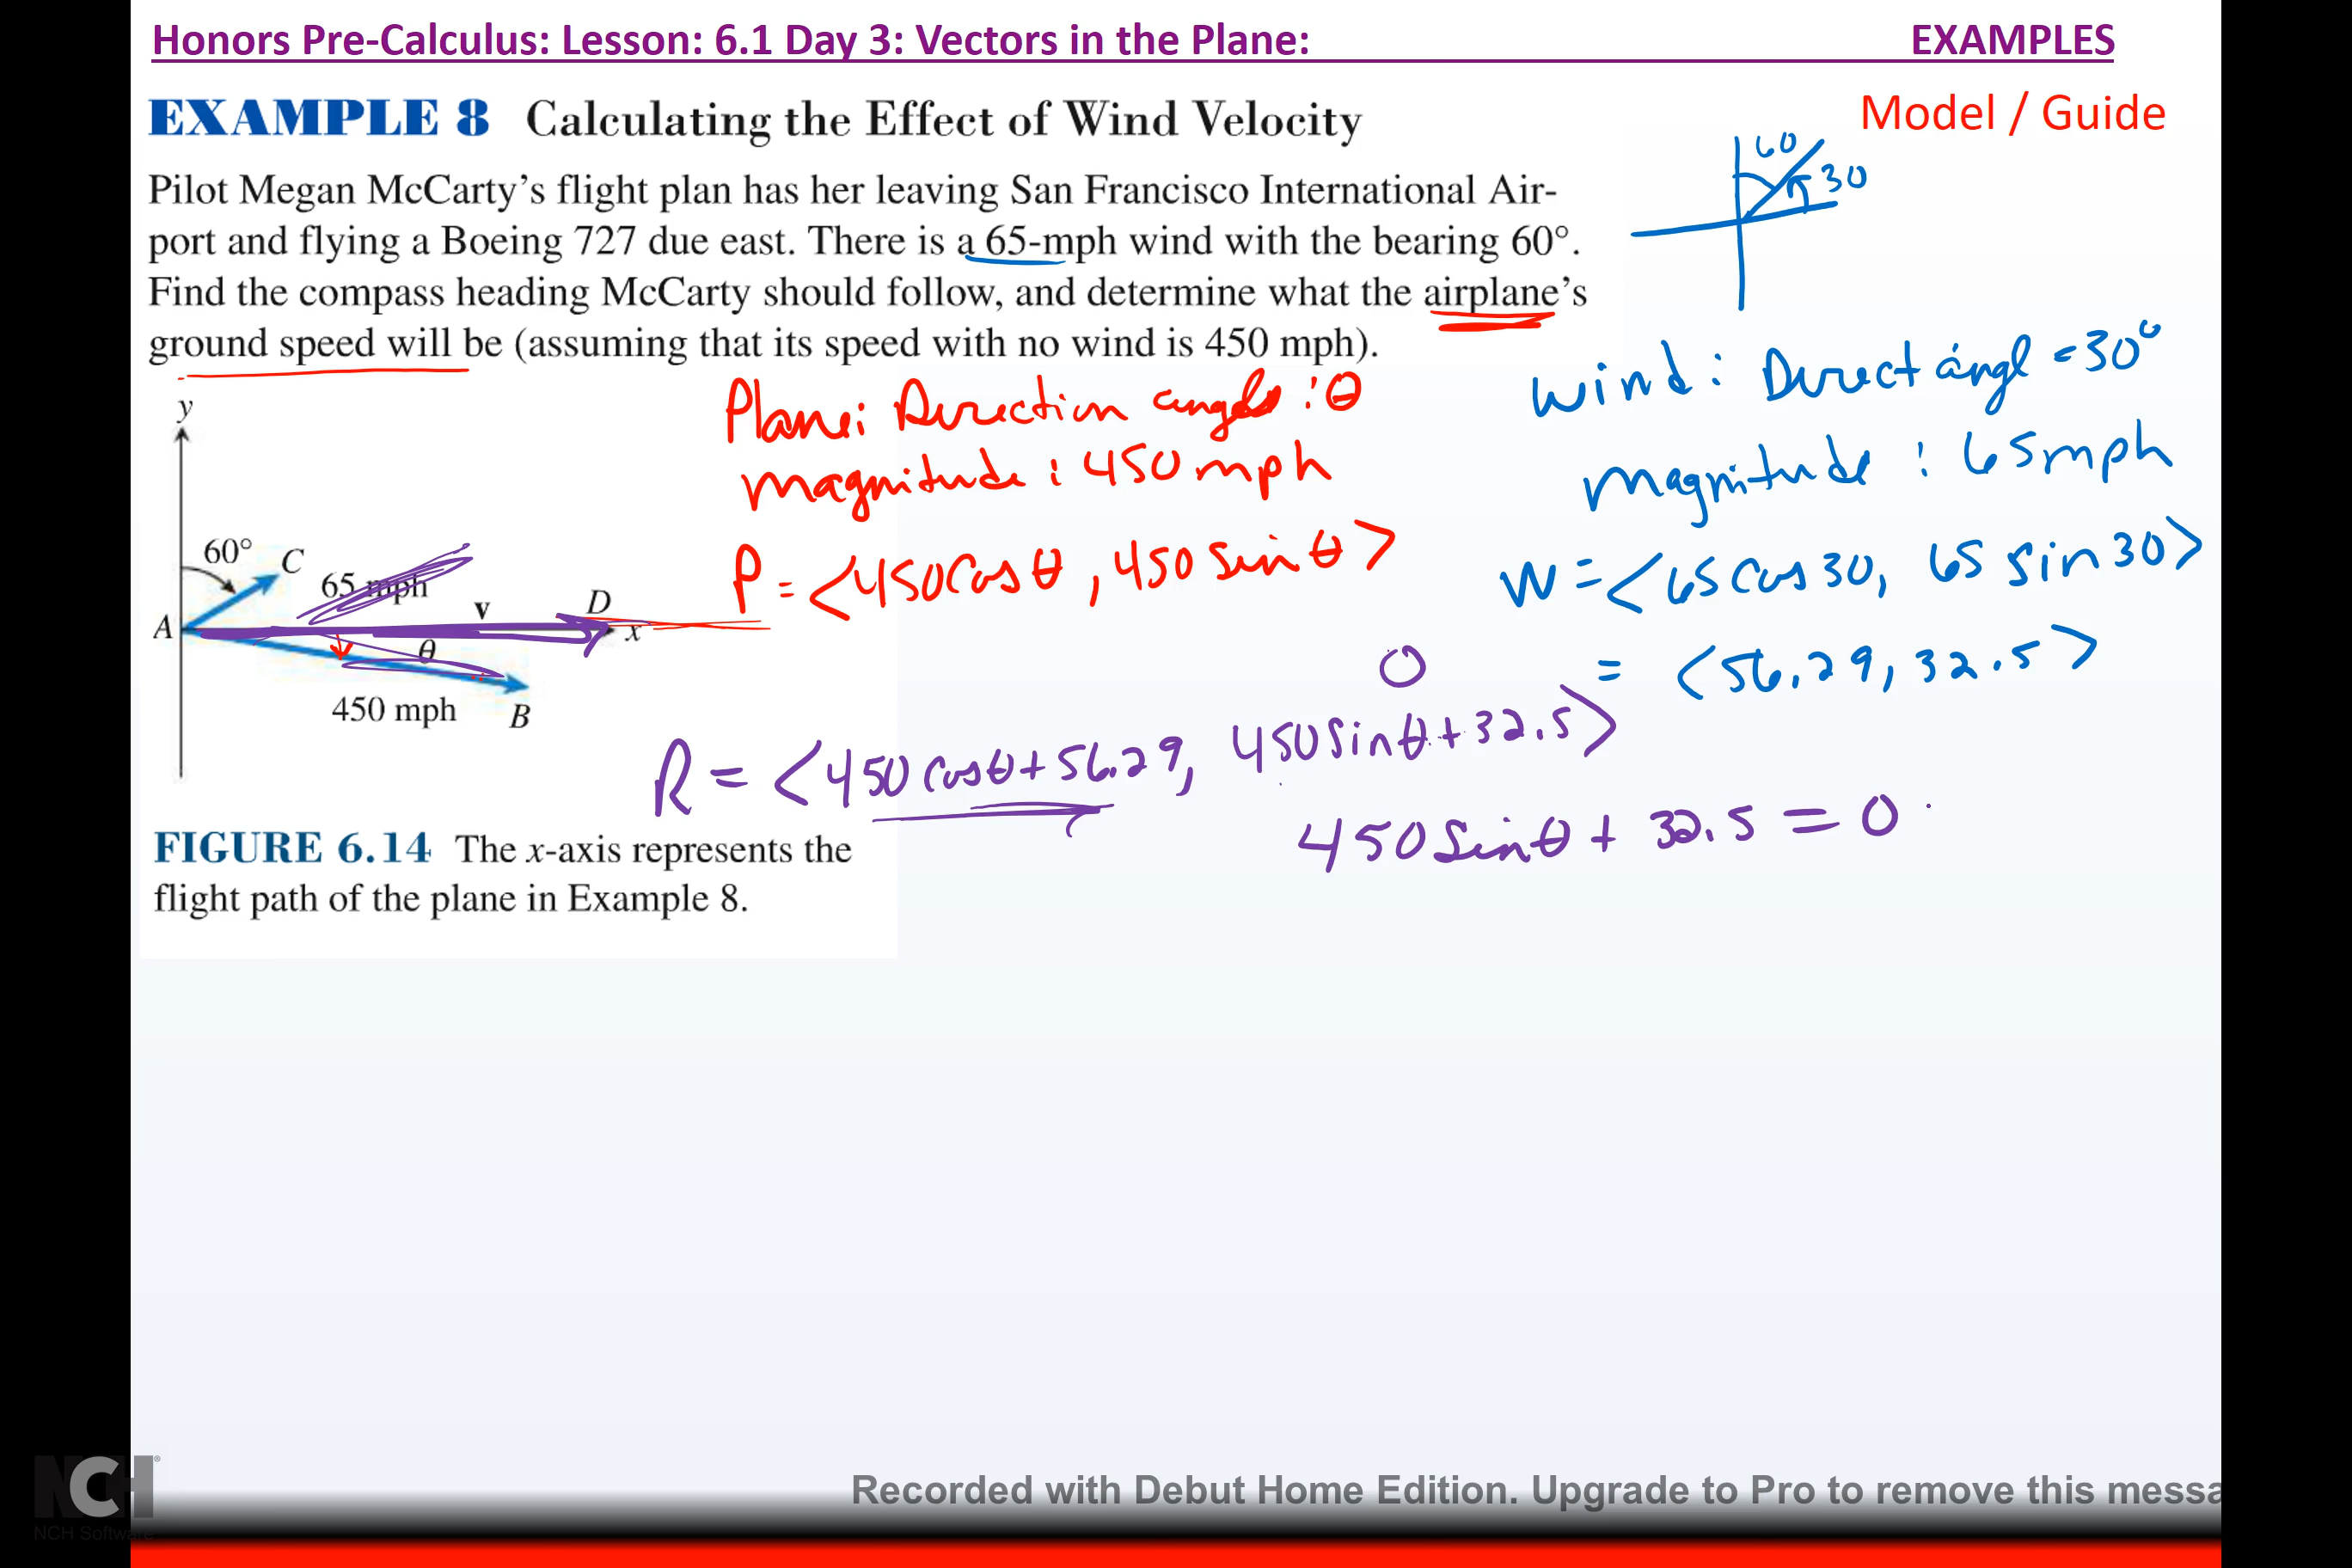 Honors Pre-Calculus: Lesson: 6.1 Day 3: Vectors in the Plane: EXAMPLES
Model / Guide
EXAMPLE 8 Calculating the Effect of Wind Velocity
Pilot Megan McCarty's flight plan has her leaving San Francisco International Air-
port and flying a Boeing 727 due east. There is a 65-mph wind with the bearing 60°.
Find the compass heading McCarty should follow, and determine what the airplane's
ground speed will be (assuming that its speed with no wind is 450 mph).
60
30
Plane: Direction angle : θ
magnitude : 450 mph
P = <450cos θ, 450 sin θ>
Wind: Direct angl = 30°
magnitude : 65mph
W = <65 cos 30, 65 sin 30>
= <56.29, 32.5>
y
60°
C
65 mph
v
D
A
x
θ
450 mph
B
0
R = <450 cosθ + 56.29, 450sinθ + 32.5>
450 sinθ + 32.5 = 0
FIGURE 6.14 The x-axis represents the
flight path of the plane in Example 8.
NCH®
NCH Software
Recorded with Debut Home Edition. Upgrade to Pro to remove this messa